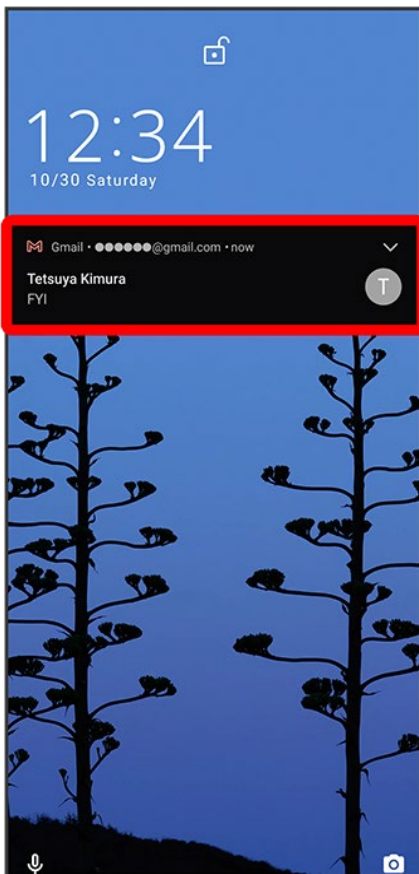 12:34
10/30 Saturday
Gmail • ●●●●●●@gmail.com • now
Tetsuya Kimura
FYI
T